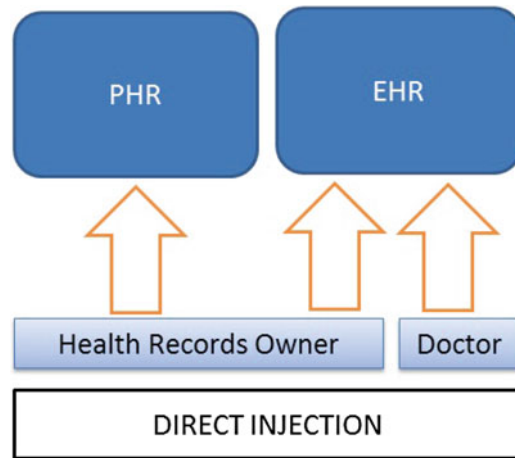 PHR
EHR
Health Records Owner
Doctor
DIRECT INJECTION